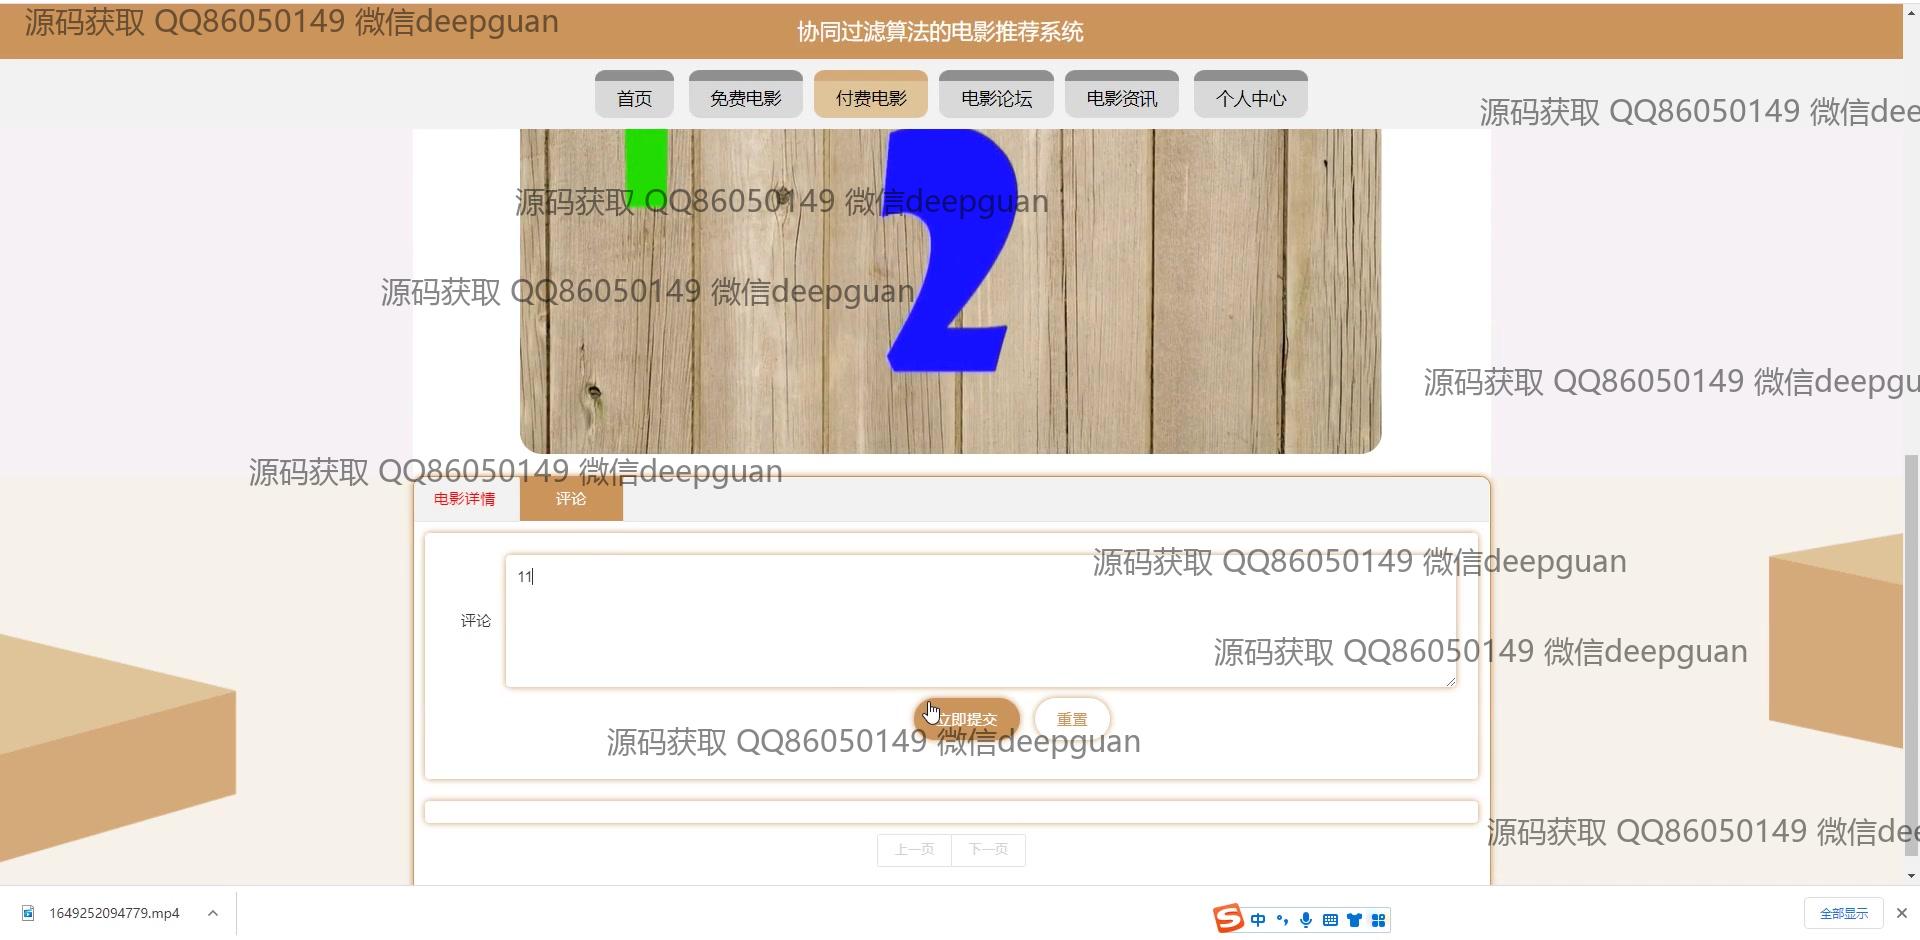 源码获取 QQ86050149 微信deepguan
协同过滤算法的电影推荐系统
首页
免费电影
付费电影
电影论坛
电影资讯
个人中心
源码获取 QQ86050149 微信dee
2
源码获取 QQ86050149 微信deepguan
源码获取 QQ86050149 微信deepguan
源码获取 QQ86050149 微信deepgu
源码获取 QQ86050149 微信deepguan
电影详情
评论
源码获取 QQ86050149 微信deepguan
11
评论
源码获取 QQ86050149 微信deepguan
立即提交
重置
源码获取 QQ86050149 微信deepguan
源码获取 QQ86050149 微信dee
上一页
下一页
1649252094779.mp4
中
全部显示